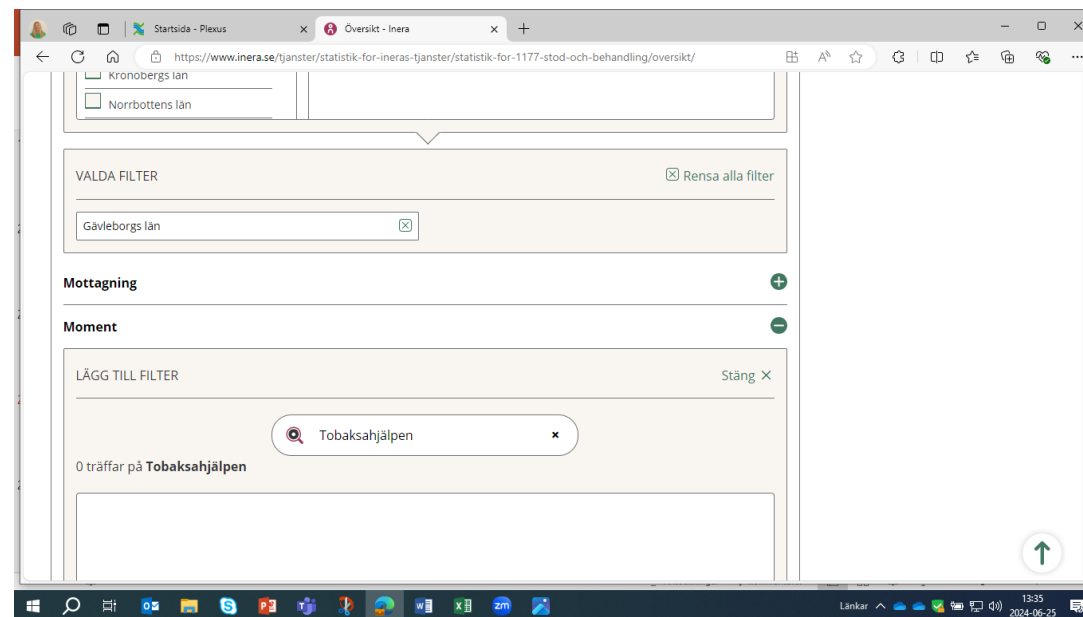 Startsida - Plexus
Översikt - Inera
https://www.inera.se/tjanster/statistik-for-ineras-tjanster/statistik-for-1177-stod-och-behandling/oversikt/
Kronobergs län
Norrbottens län
VALDA FILTER
Rensa alla filter
Gävleborgs län
Mottagning
Moment
LÄGG TILL FILTER
Stäng
Tobaksahjälpen
0 träffar på Tobaksahjälpen
Länkar
13:35
2024-06-25